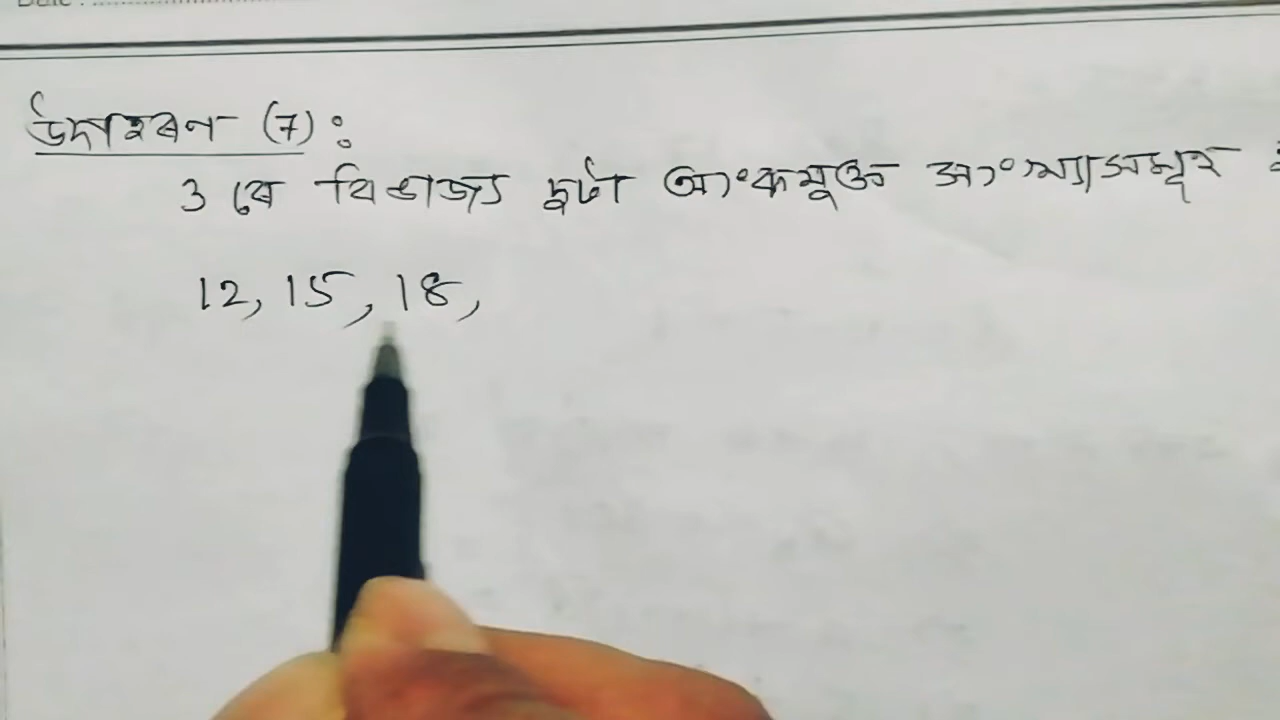 উদাহৰণ (7) :
3 ৰে বিভাজ্য দুটা অংকযুক্ত সংখ্যাসমূহ
12, 15, 18,